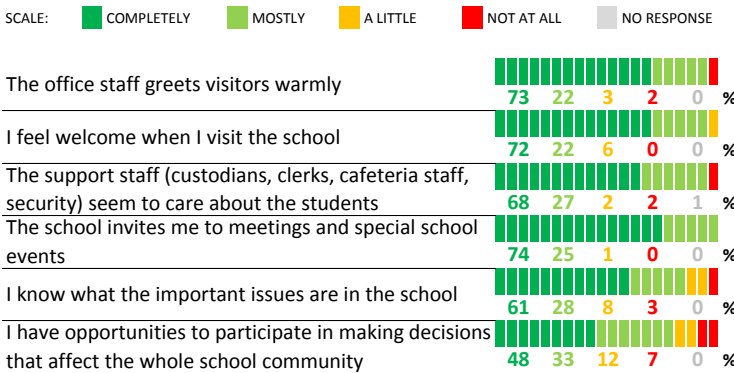 SCALE: COMPLETELY MOSTLY A LITTLE NOT AT ALL NO RESPONSE
The office staff greets visitors warmly
73 22 3 2 0 %
I feel welcome when I visit the school
72 22 6 0 0 %
The support staff (custodians, clerks, cafeteria staff,
security) seem to care about the students
68 27 2 2 1 %
The school invites me to meetings and special school
events
74 25 1 0 0 %
I know what the important issues are in the school
61 28 8 3 0 %
I have opportunities to participate in making decisions
that affect the whole school community
48 33 12 7 0 %